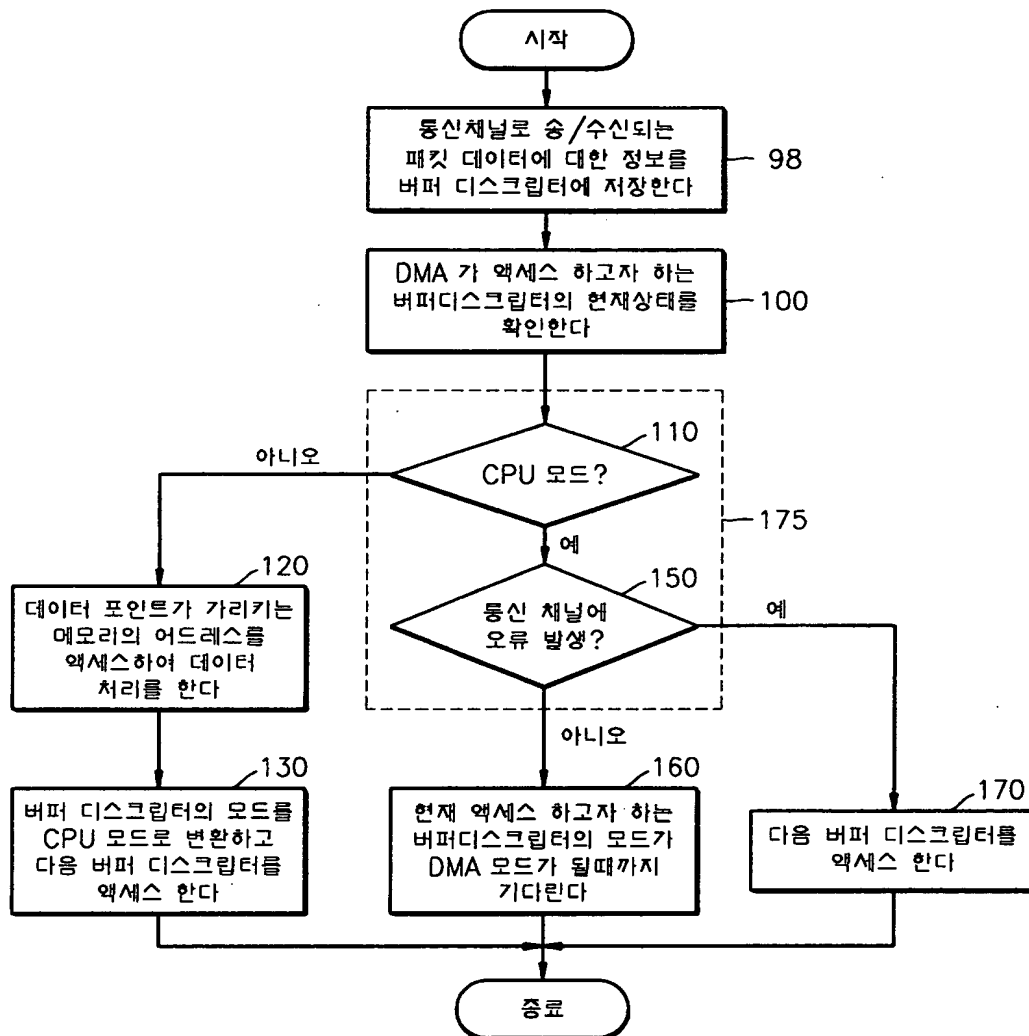 시작
통신채널로 송/수신되는
패킷 데이터에 대한 정보를
버퍼 디스크립터에 저장한다
98
DMA 가 액세스 하고자 하는
버퍼디스크립터의 현재상태를
확인한다
100
110
아니오
CPU 모드?
175
예
120
150
데이터 포인트가 가리키는
메모리의 어드레스를
액세스하여 데이터
처리를 한다
통신 채널에
오류 발생?
예
아니오
130
160
170
버퍼 디스크립터의 모드를
CPU 모드로 변환하고
다음 버퍼 디스크립터를
액세스 한다
현재 액세스 하고자 하는
버퍼디스크립터의 모드가
DMA 모드가 될때까지
기다린다
다음 버퍼 디스크립터를
액세스 한다
종료